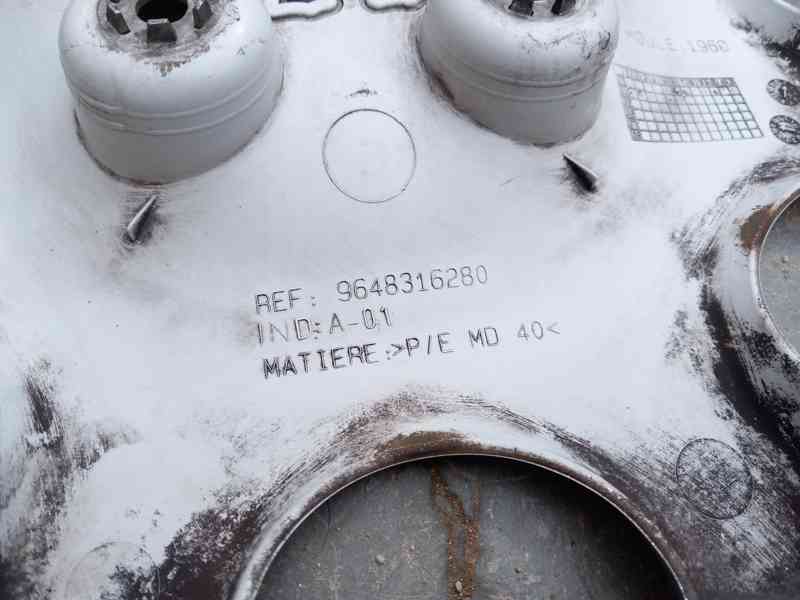 REF: 9648316280
IND:A-01
MATIERE:>P/E MD 40<